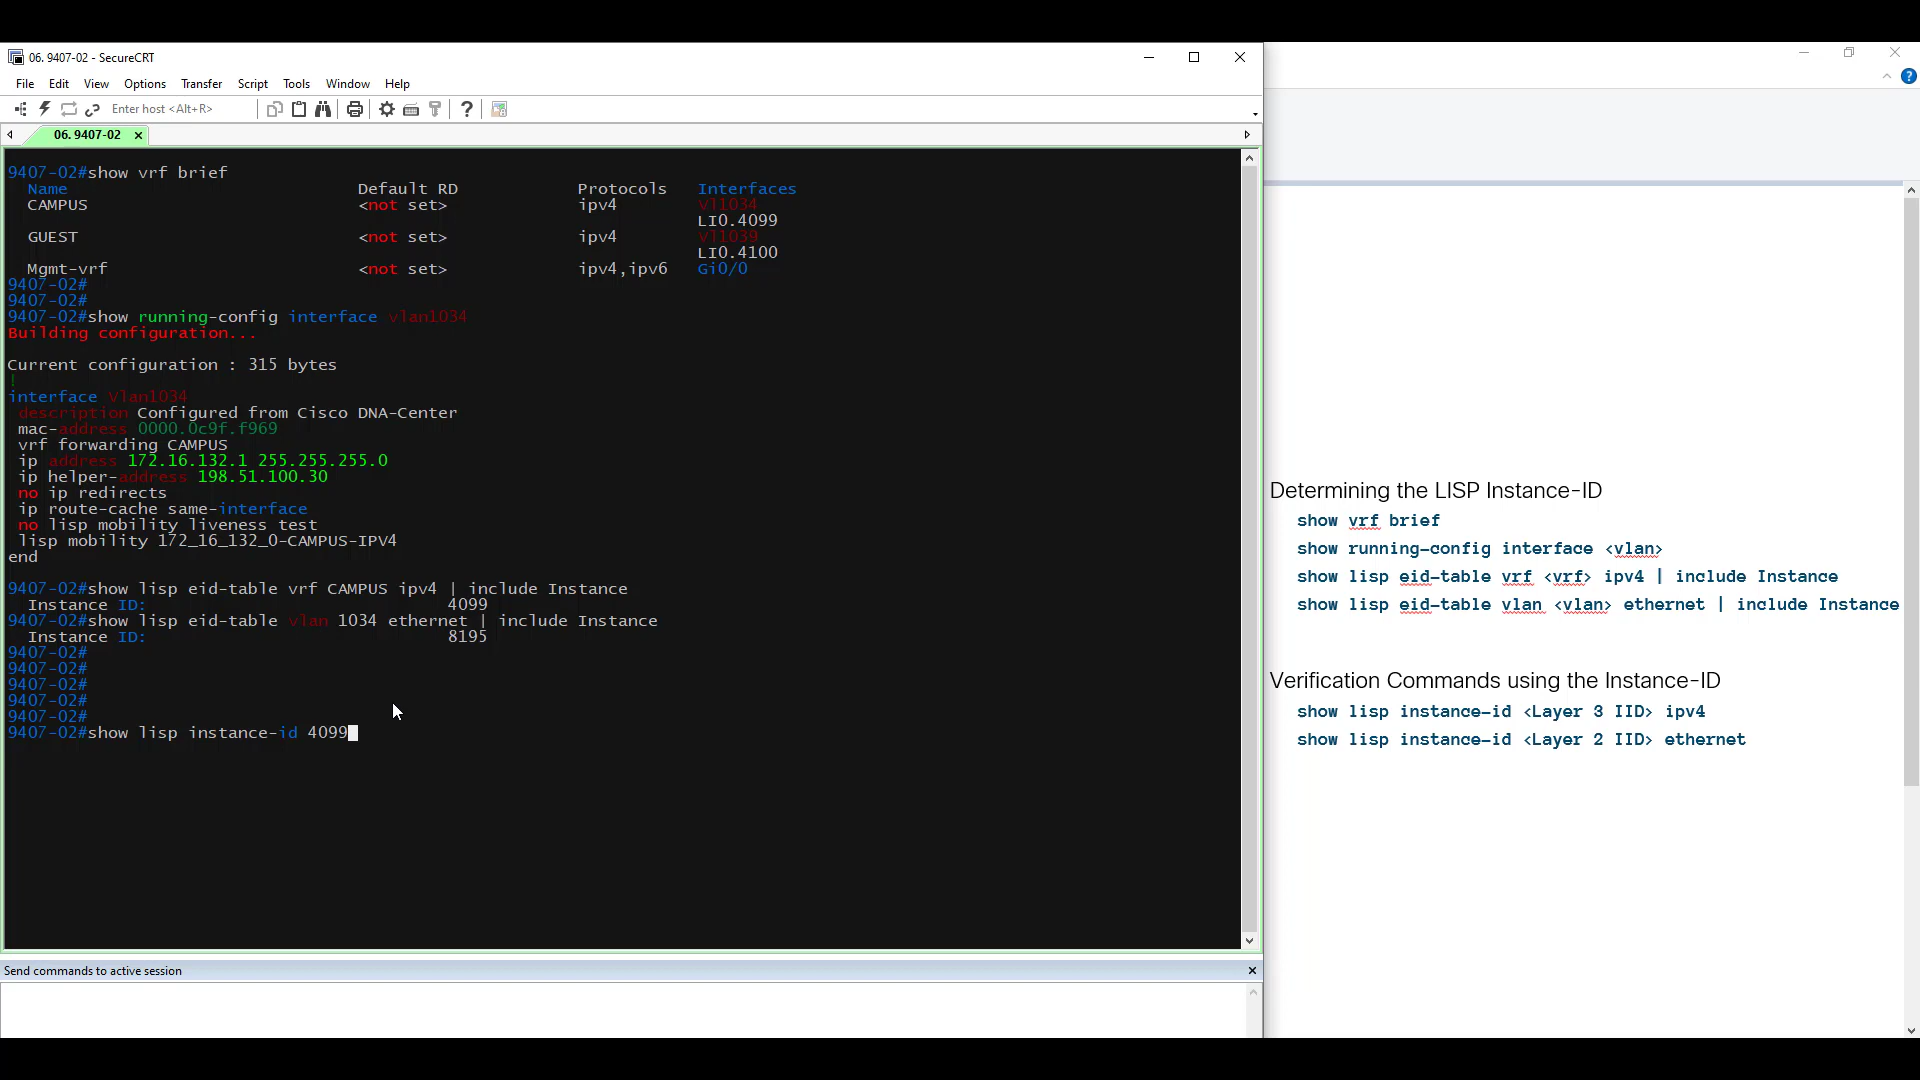 06. 9407-02 - SecureCRT
File Edit View Options Transfer Script Tools Window Help
Enter host <Alt+R>
06. 9407-02
9407-02#show vrf brief
Name Default RD Protocols Interfaces
CAMPUS <not set> ipv4 Vl1034
LI0.4099
GUEST <not set> ipv4 Vl1039
LI0.4100
Mgmt-vrf <not set> ipv4,ipv6 Gi0/0
9407-02#
9407-02#
9407-02#show running-config interface vlan1034
Building configuration...
Current configuration : 315 bytes
!
interface Vlan1034
description Configured from Cisco DNA-Center
mac-address 0000.0c9f.f969
vrf forwarding CAMPUS
ip address 172.16.132.1 255.255.255.0
ip helper-address 198.51.100.30
no ip redirects
ip route-cache same-interface
no lisp mobility liveness test
lisp mobility 172_16_132_0-CAMPUS-IPV4
end
9407-02#show lisp eid-table vrf CAMPUS ipv4 | include Instance
Instance ID: 4099
9407-02#show lisp eid-table vlan 1034 ethernet | include Instance
Instance ID: 8195
9407-02#
9407-02#
9407-02#
9407-02#
9407-02#
9407-02#show lisp instance-id 4099
Send commands to active session
Determining the LISP Instance-ID
show vrf brief
show running-config interface <vlan>
show lisp eid-table vrf <vrf> ipv4 | include Instance
show lisp eid-table vlan <vlan> ethernet | include Instance
Verification Commands using the Instance-ID
show lisp instance-id <Layer 3 IID> ipv4
show lisp instance-id <Layer 2 IID> ethernet